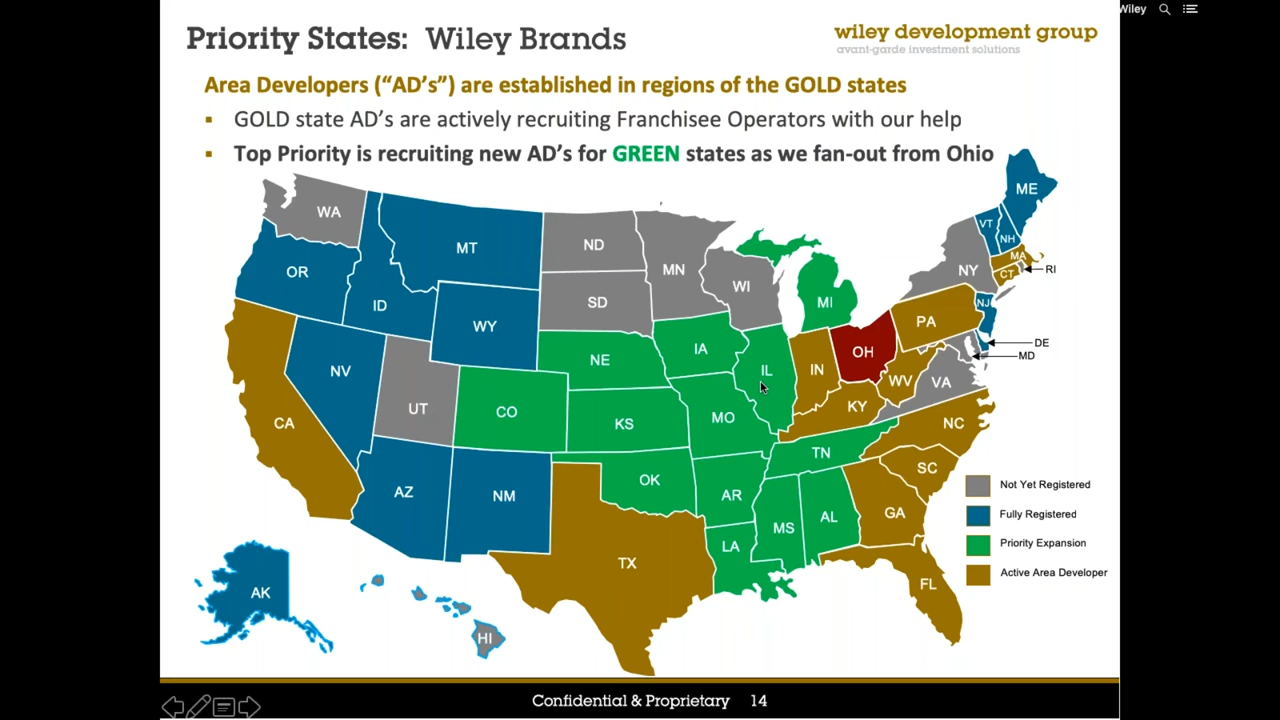 Wiley
Priority States: Wiley Brands
wiley development group
avant-garde investment solutions
Area Developers (“AD’s”) are established in regions of the GOLD states
▪ GOLD state AD’s are actively recruiting Franchisee Operators with our help
▪ Top Priority is recruiting new AD’s for GREEN states as we fan-out from Ohio
WA
MT
ND
MN
ME
VT
NH
OR
ID
SD
WI
NY
MA
RI
CT
WY
MI
NJ
PA
NV
NE
IA
IL
IN
OH
DE
MD
WV
VA
UT
CO
KS
MO
KY
CA
NC
TN
AZ
NM
OK
AR
SC
MS
AL
GA
LA
TX
FL
AK
HI
Not Yet Registered
Fully Registered
Priority Expansion
Active Area Developer
Confidential & Proprietary 14